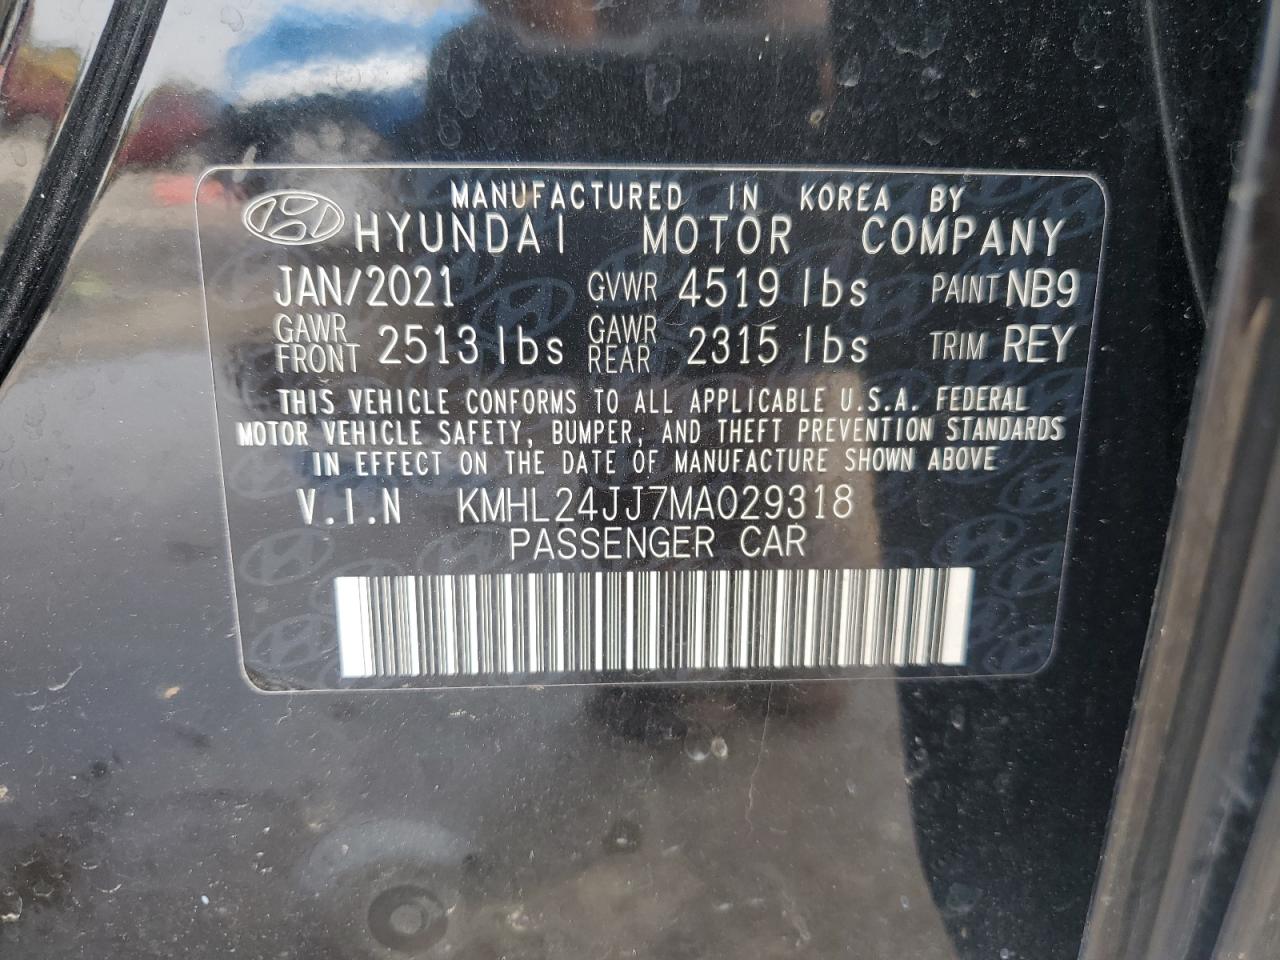 MANUFACTURED IN KOREA BY
HYUNDAI MOTOR COMPANY
JAN/2021 GVWR 4519 lbs PAINT NB9
GAWR FRONT 2513 lbs GAWR REAR 2315 lbs TRIM REY
THIS VEHICLE CONFORMS TO ALL APPLICABLE U.S.A. FEDERAL
MOTOR VEHICLE SAFETY, BUMPER, AND THEFT PREVENTION STANDARDS
IN EFFECT ON THE DATE OF MANUFACTURE SHOWN ABOVE
V.I.N KMHL24JJ7MA029318
PASSENGER CAR